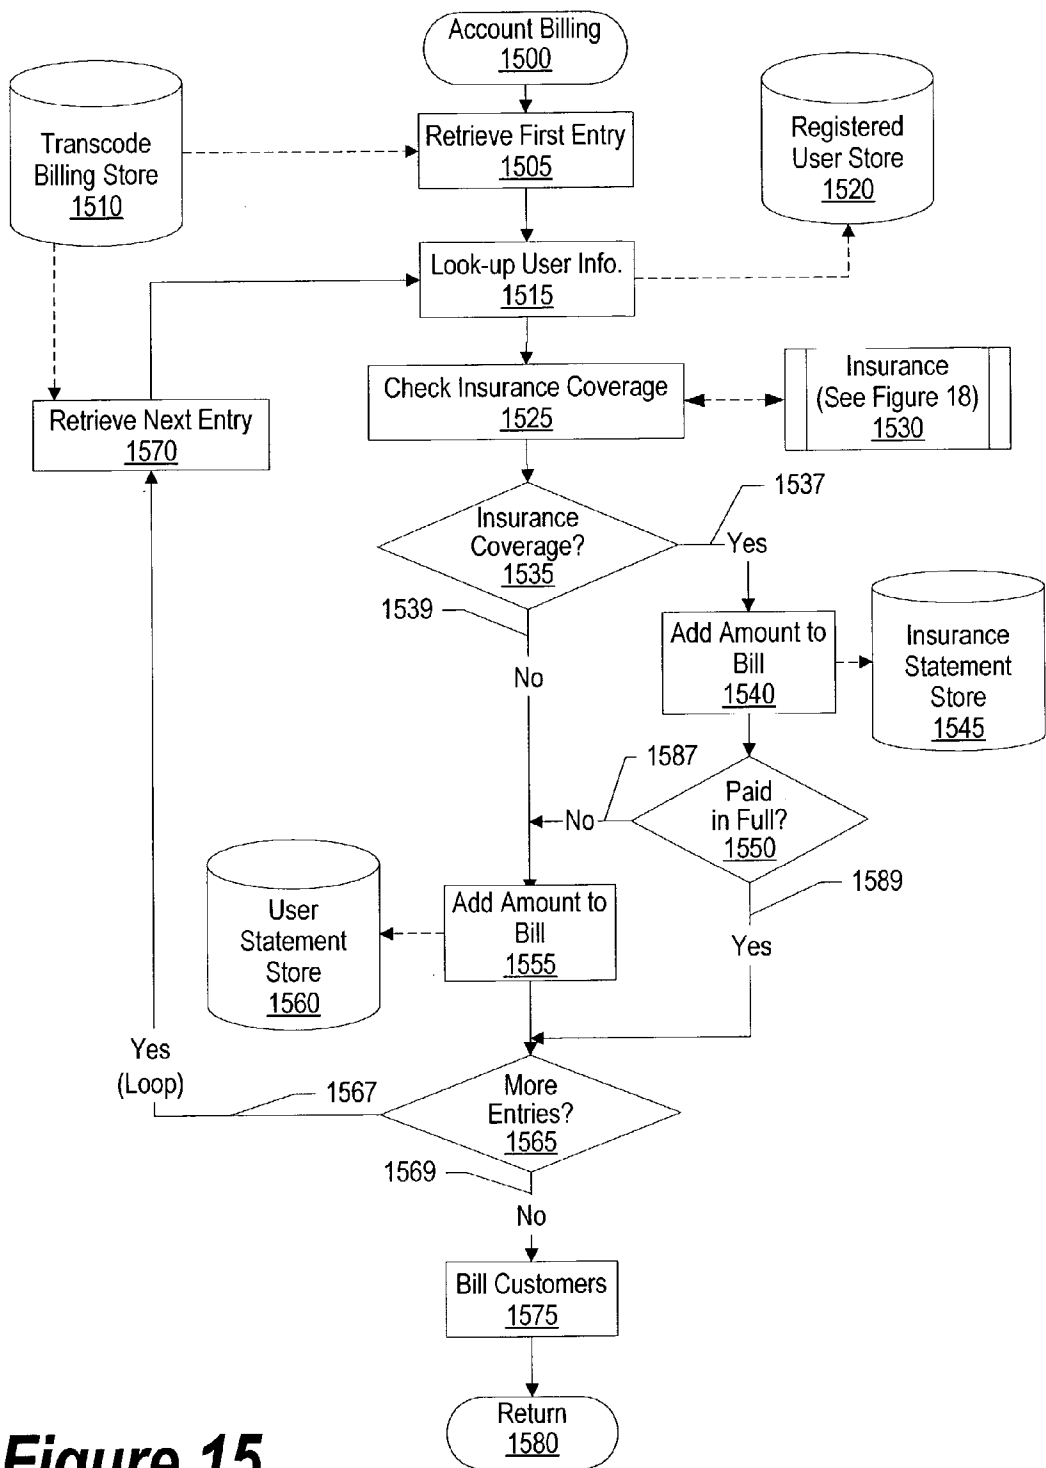 Account Billing
1500
Transcode
Billing Store
1510
Retrieve First Entry
1505
Registered
User Store
1520
Look-up User Info.
1515
Check Insurance Coverage
1525
Insurance
(See Figure 18)
1530
Retrieve Next Entry
1570
Insurance
Coverage?
1535
1537
Yes
1539
No
Add Amount to
Bill
1540
Insurance
Statement
Store
1545
1587
No
Paid
in Full?
1550
1589
Yes
User
Statement
Store
1560
Add Amount to
Bill
1555
Yes
(Loop)
1567
More
Entries?
1565
1569
No
Bill Customers
1575
Return
1580
Figure 15